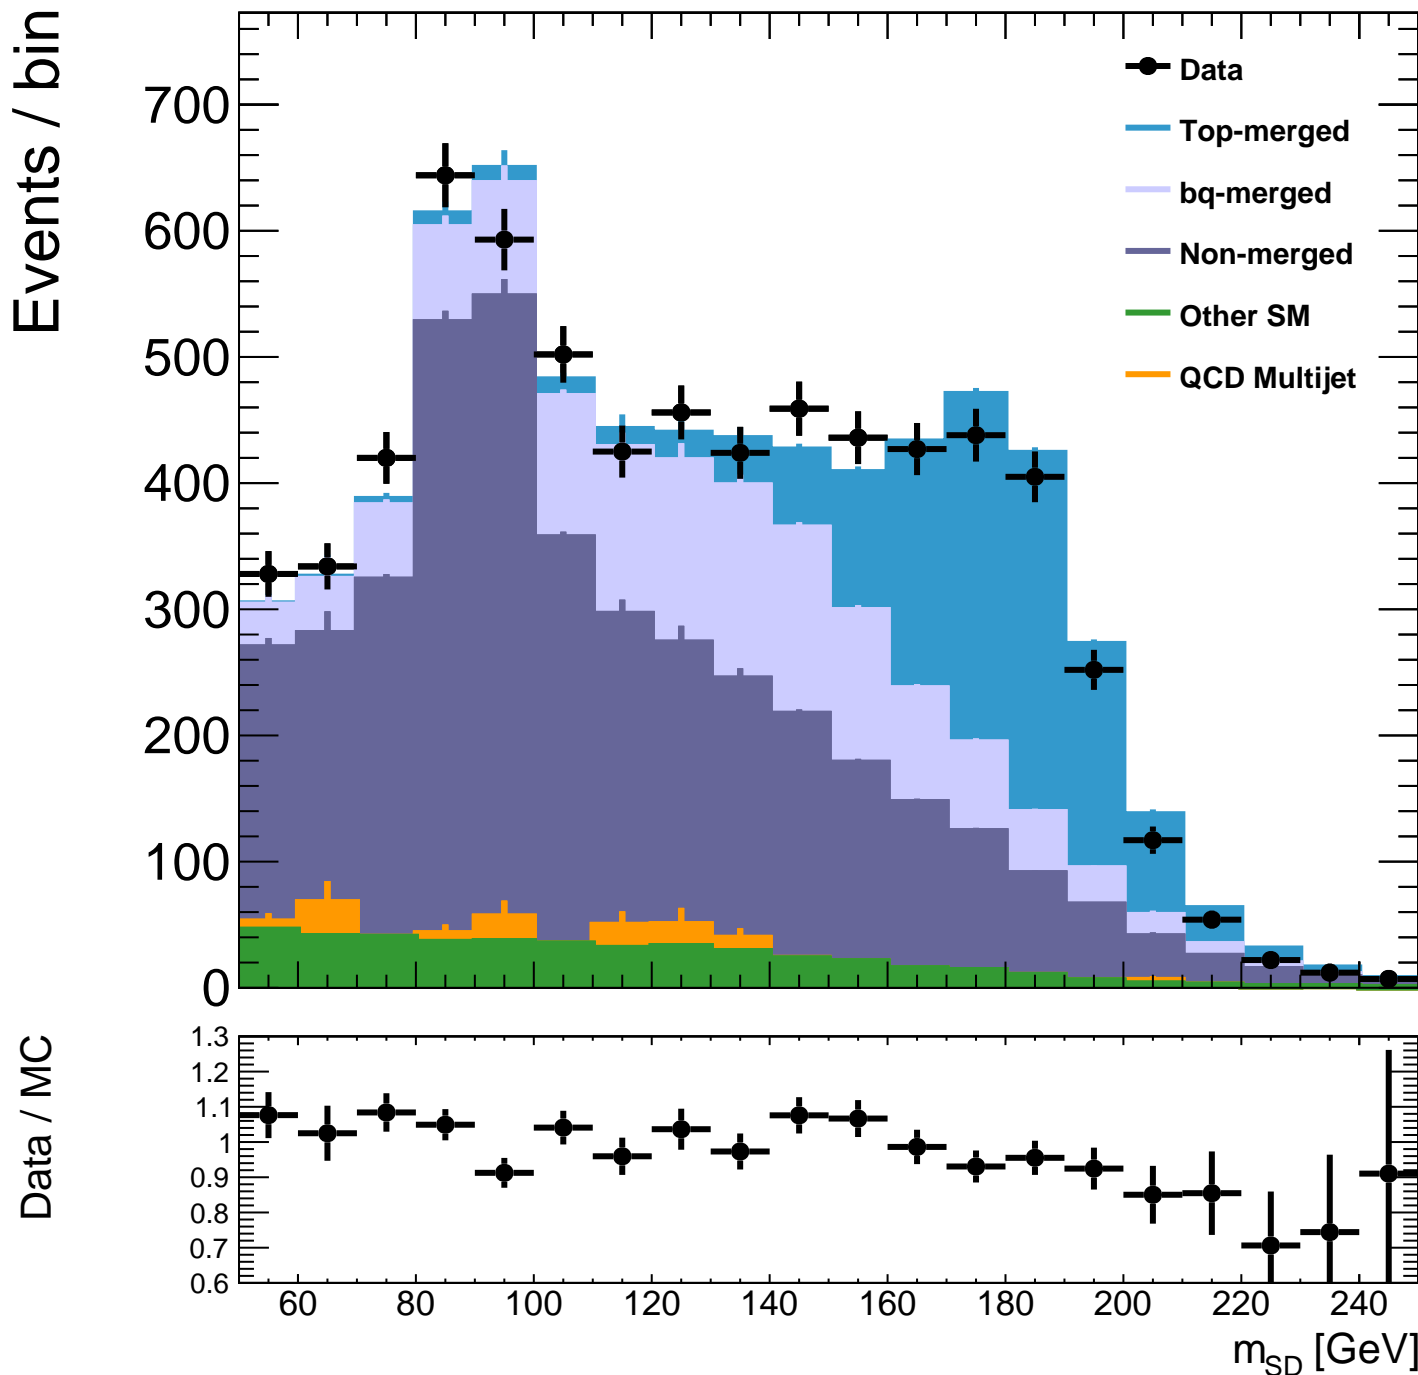 Events / bin
700
600
500
400
300
200
100
0
Data
Top-merged
bq-merged
Non-merged
Other SM
QCD Multijet
Data / MC
1.3
1.2
1.1
1
0.9
0.8
0.7
0.6
60 80 100 120 140 160 180 200 220 240
m_SD [GeV]